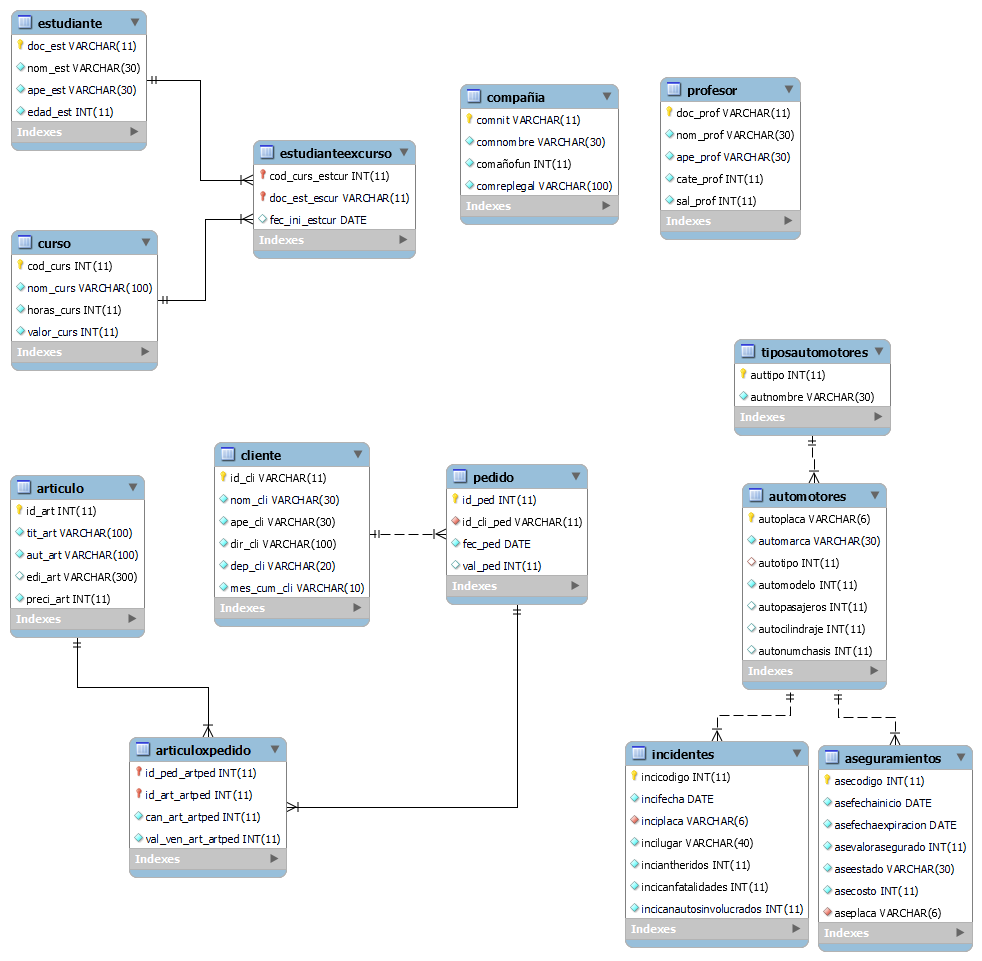 estudiante
doc_est VARCHAR(11)
nom_est VARCHAR(30)
ape_est VARCHAR(30)
edad_est INT(11)
Indexes
estudianteexcurso
cod_curs_estcur INT(11)
doc_est_escur VARCHAR(11)
fec_ini_estcur DATE
Indexes
curso
cod_curs INT(11)
nom_curs VARCHAR(100)
horas_curs INT(11)
valor_curs INT(11)
Indexes
compañia
comnit VARCHAR(11)
comnombre VARCHAR(30)
comañofun INT(11)
comreplegal VARCHAR(100)
Indexes
profesor
doc_prof VARCHAR(11)
nom_prof VARCHAR(30)
ape_prof VARCHAR(30)
cate_prof INT(11)
sal_prof INT(11)
Indexes
tiposautomotores
auttipo INT(11)
autnombre VARCHAR(30)
Indexes
articulo
id_art INT(11)
tit_art VARCHAR(100)
aut_art VARCHAR(100)
edi_art VARCHAR(300)
preci_art INT(11)
Indexes
cliente
id_cli VARCHAR(11)
nom_cli VARCHAR(30)
ape_cli VARCHAR(30)
dir_cli VARCHAR(100)
dep_cli VARCHAR(20)
mes_cum_cli VARCHAR(10)
Indexes
pedido
id_ped INT(11)
id_cli_ped VARCHAR(11)
fec_ped DATE
val_ped INT(11)
Indexes
automotores
autoplaca VARCHAR(6)
automarca VARCHAR(30)
autotipo INT(11)
automodelo INT(11)
autopasajeros INT(11)
autocilindraje INT(11)
autonumchasis INT(11)
Indexes
articuloxpedido
id_ped_artped INT(11)
id_art_artped INT(11)
can_art_artped INT(11)
val_ven_art_artped INT(11)
Indexes
incidentes
incicodigo INT(11)
incifecha DATE
inciplaca VARCHAR(6)
incilugar VARCHAR(40)
inciantheridos INT(11)
incicanfatalidades INT(11)
incicanautosinvolucrados INT(11)
Indexes
aseguramientos
asecodigo INT(11)
asefechainicio DATE
asefechaexpiracion DATE
asevalorasegurado INT(11)
aseestado VARCHAR(30)
asecosto INT(11)
aseplaca VARCHAR(6)
Indexes